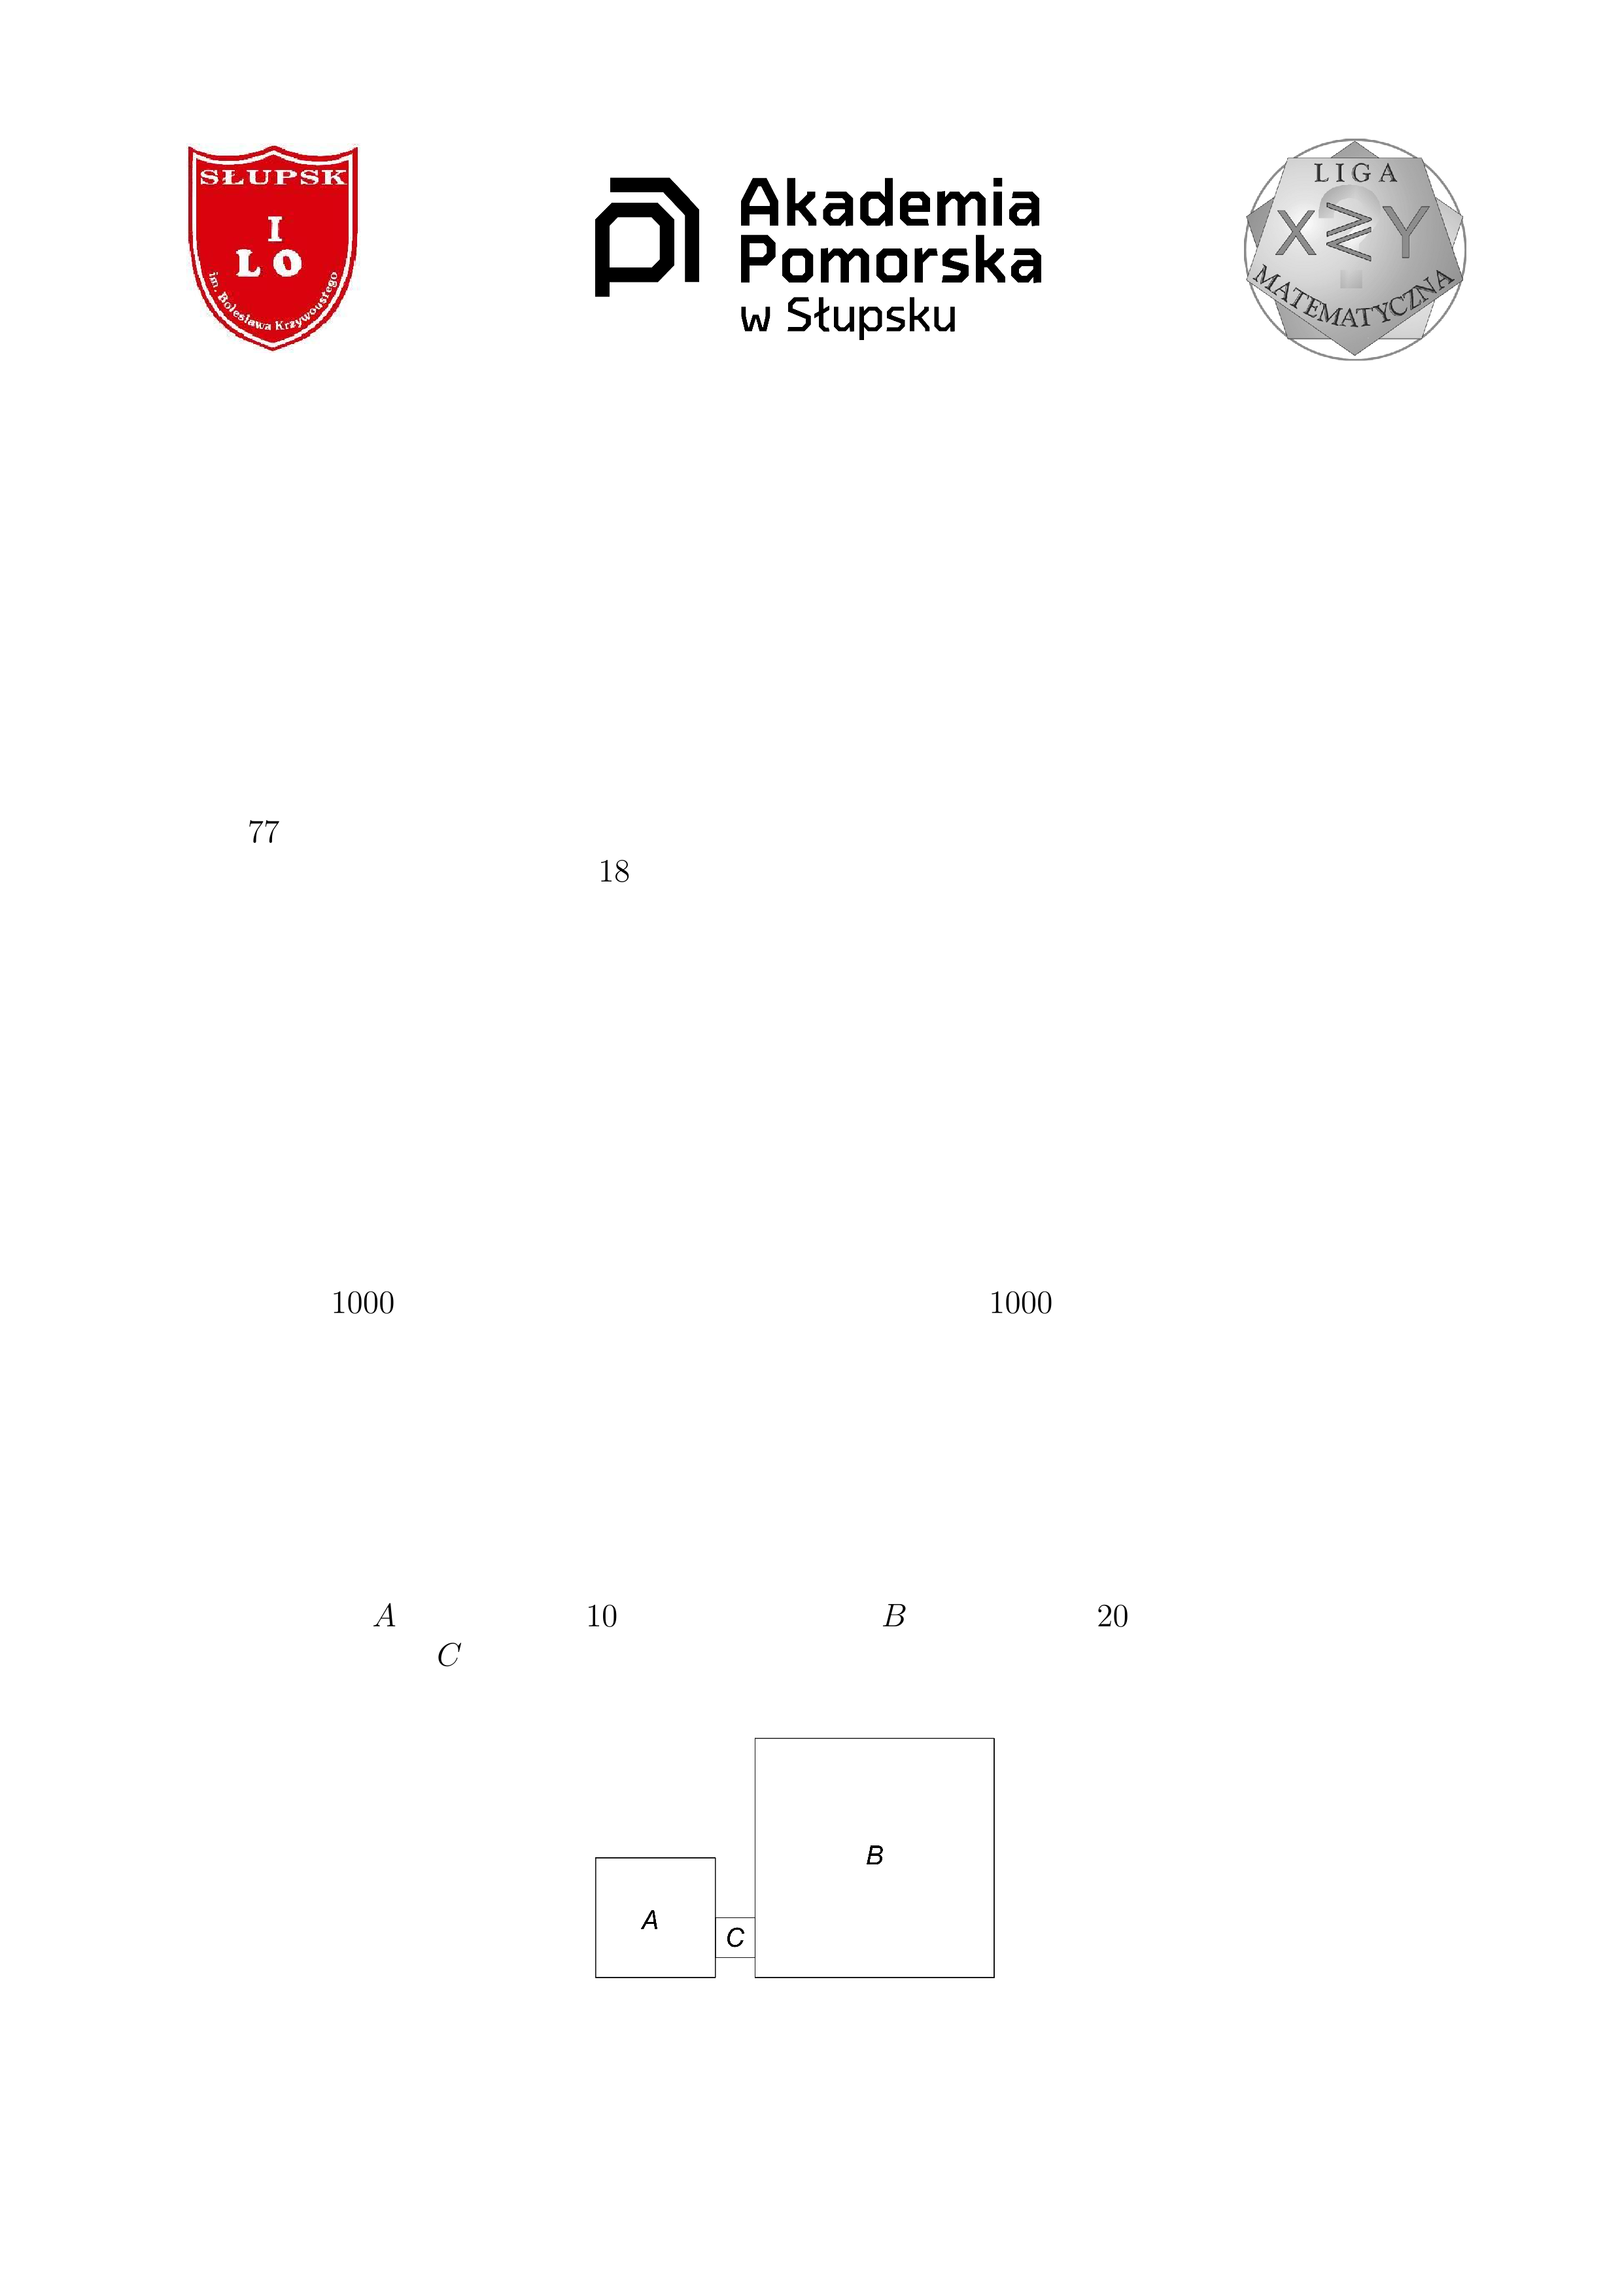 SŁUPSK
I
LO
im. Bolesława Krzywoustego
Akademia
Pomorska
w Słupsku
LIGA
X ? Y
MATEMATYCZNA
77
18
1000 1000
A 10 B 20
C
B
A
C